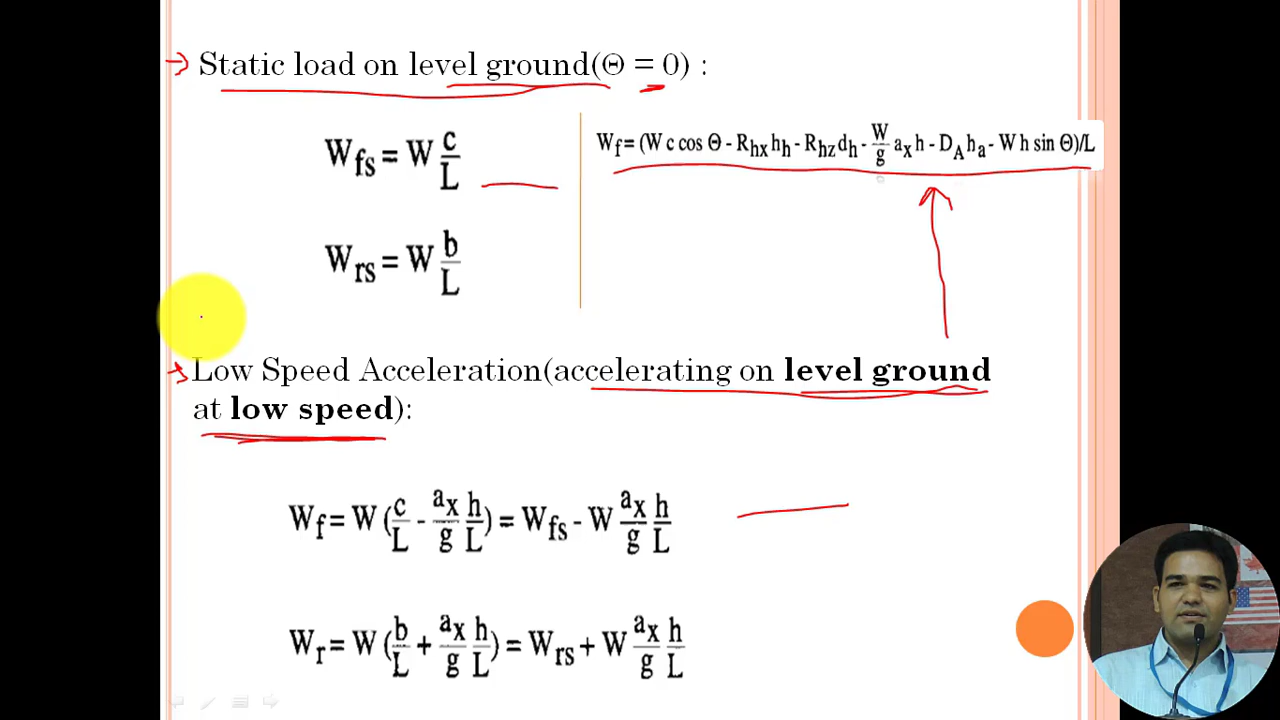 Static load on level ground(Θ = 0) :
W_fs = W c/L
W_f = (W c cos Θ - R_hx h_h - R_hz d_h - W/g a_x h - D_A h_a - W h sin Θ)/L
W_rs = W b/L
Low Speed Acceleration(accelerating on level ground
at low speed):
W_f = W (c/L - a_x/g h/L) = W_fs - W a_x/g h/L
W_r = W (b/L + a_x/g h/L) = W_rs + W a_x/g h/L